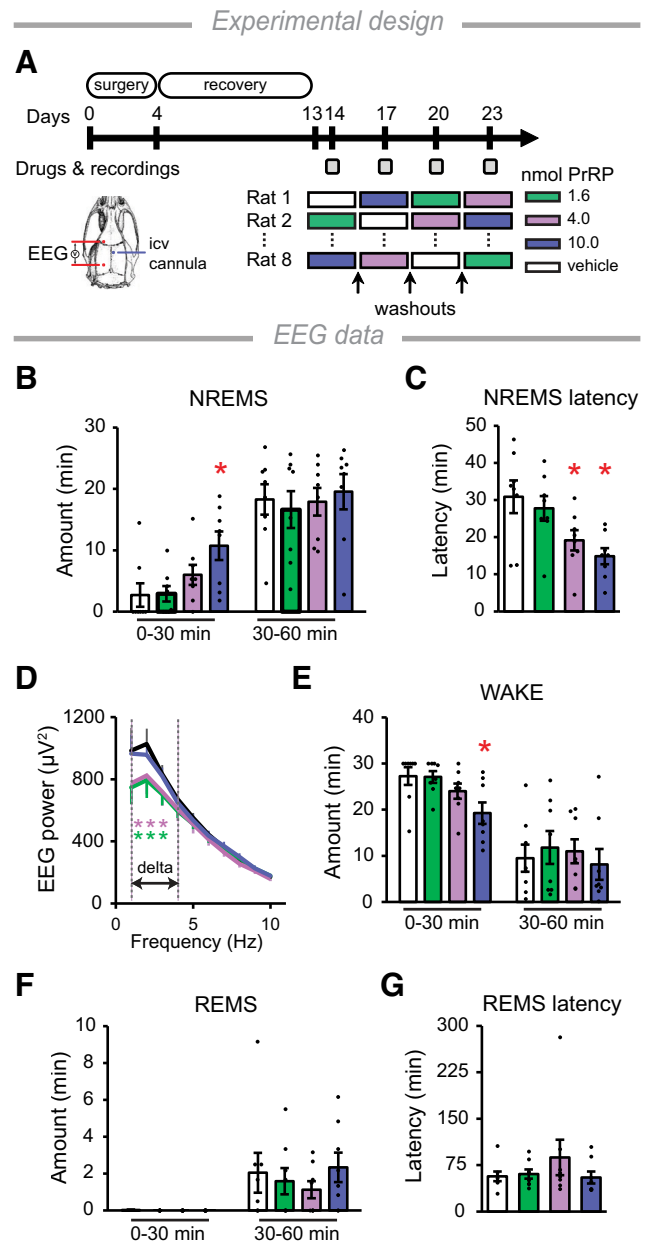 Experimental design
A
surgery
recovery
Days
0 4 13 14 17 20 23
Drugs & recordings
nmol PrRP
Rat 1
Rat 2
Rat 8
1.6
4.0
10.0
vehicle
EEG
V
icv
cannula
washouts
EEG data
B
NREMS
Amount (min)
30
20
10
0
*
0-30 min
30-60 min
C
NREMS latency
Latency (min)
50
40
30
20
10
0
* *
D
EEG power (µV²)
1200
800
400
0
***
***
delta
5 10
Frequency (Hz)
E
WAKE
Amount (min)
40
30
20
10
0
*
0-30 min
30-60 min
F
REMS
Amount (min)
10
8
6
4
2
0
0-30 min
30-60 min
G
REMS latency
Latency (min)
300
225
150
75
0